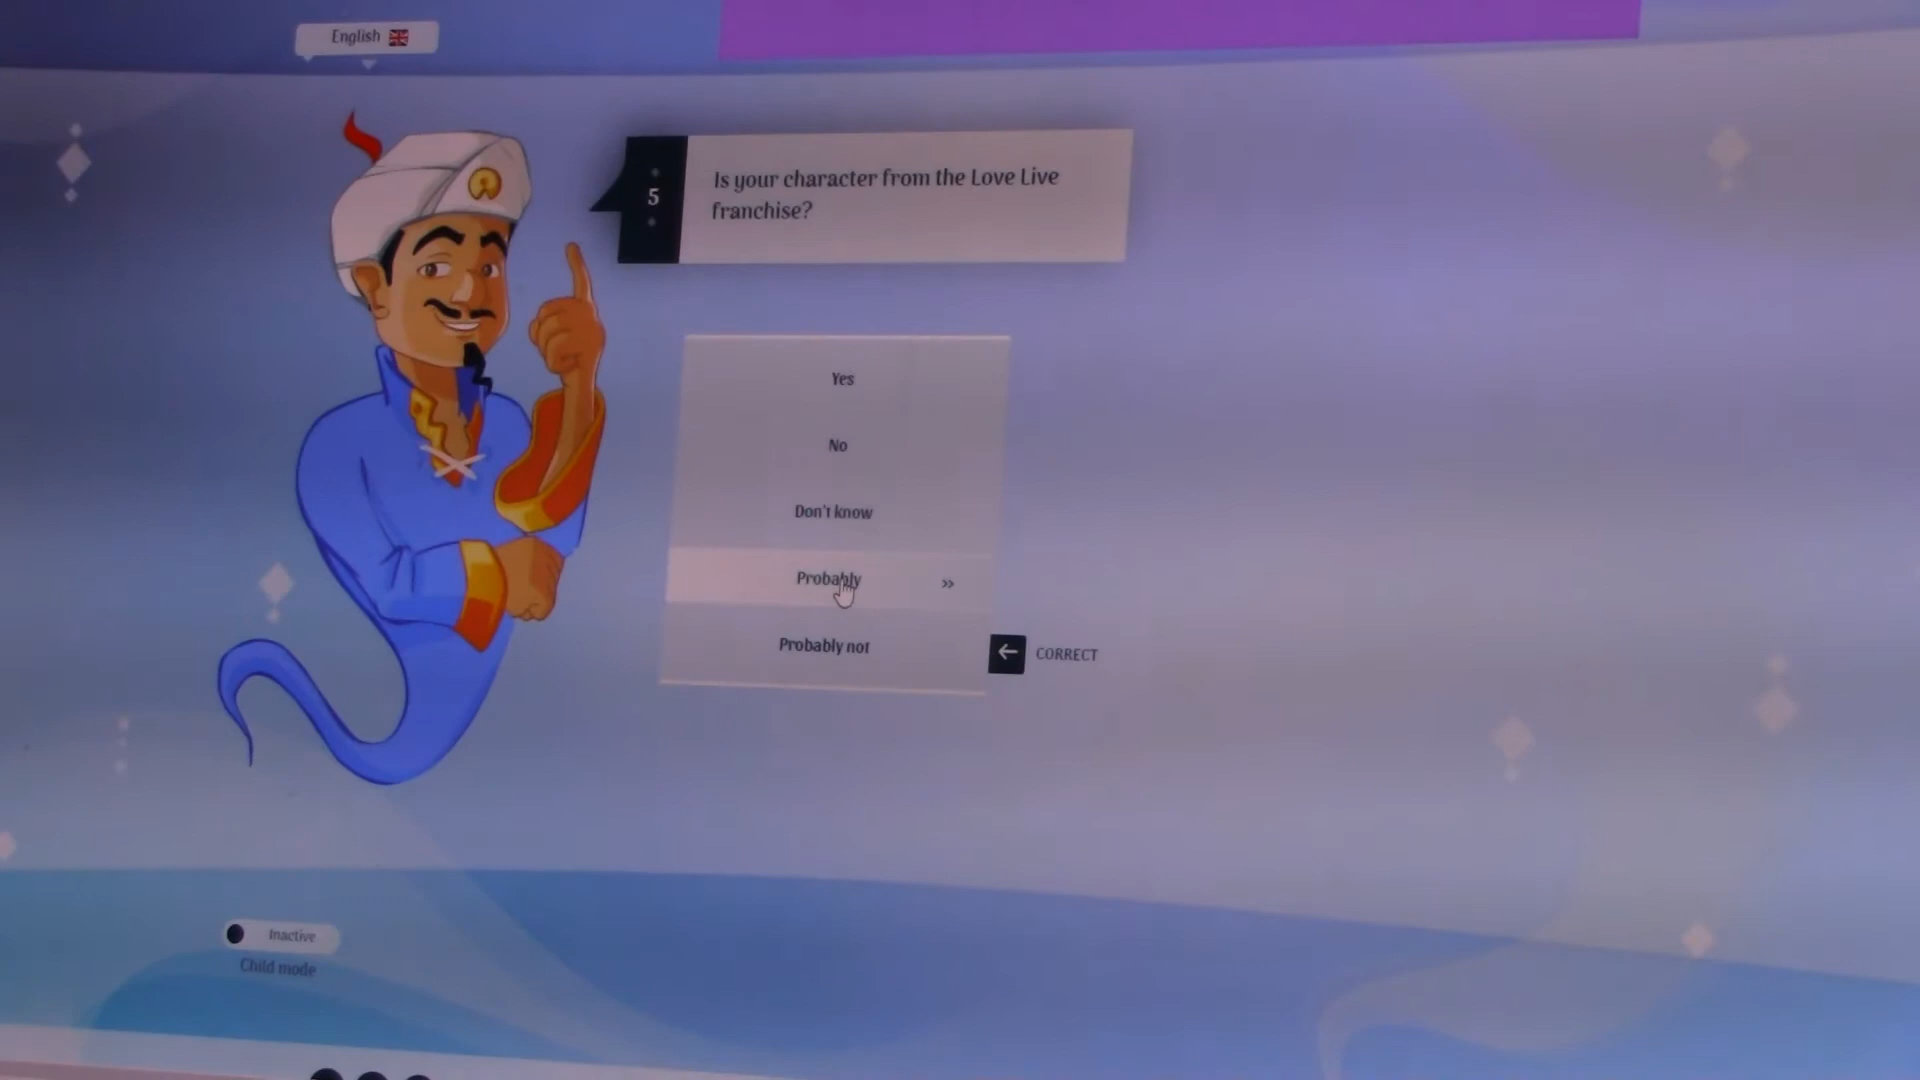 English
5
Is your character from the Love Live
franchise?
Yes
No
Don't know
Probably
Probably not
CORRECT
Inactive
Child mode